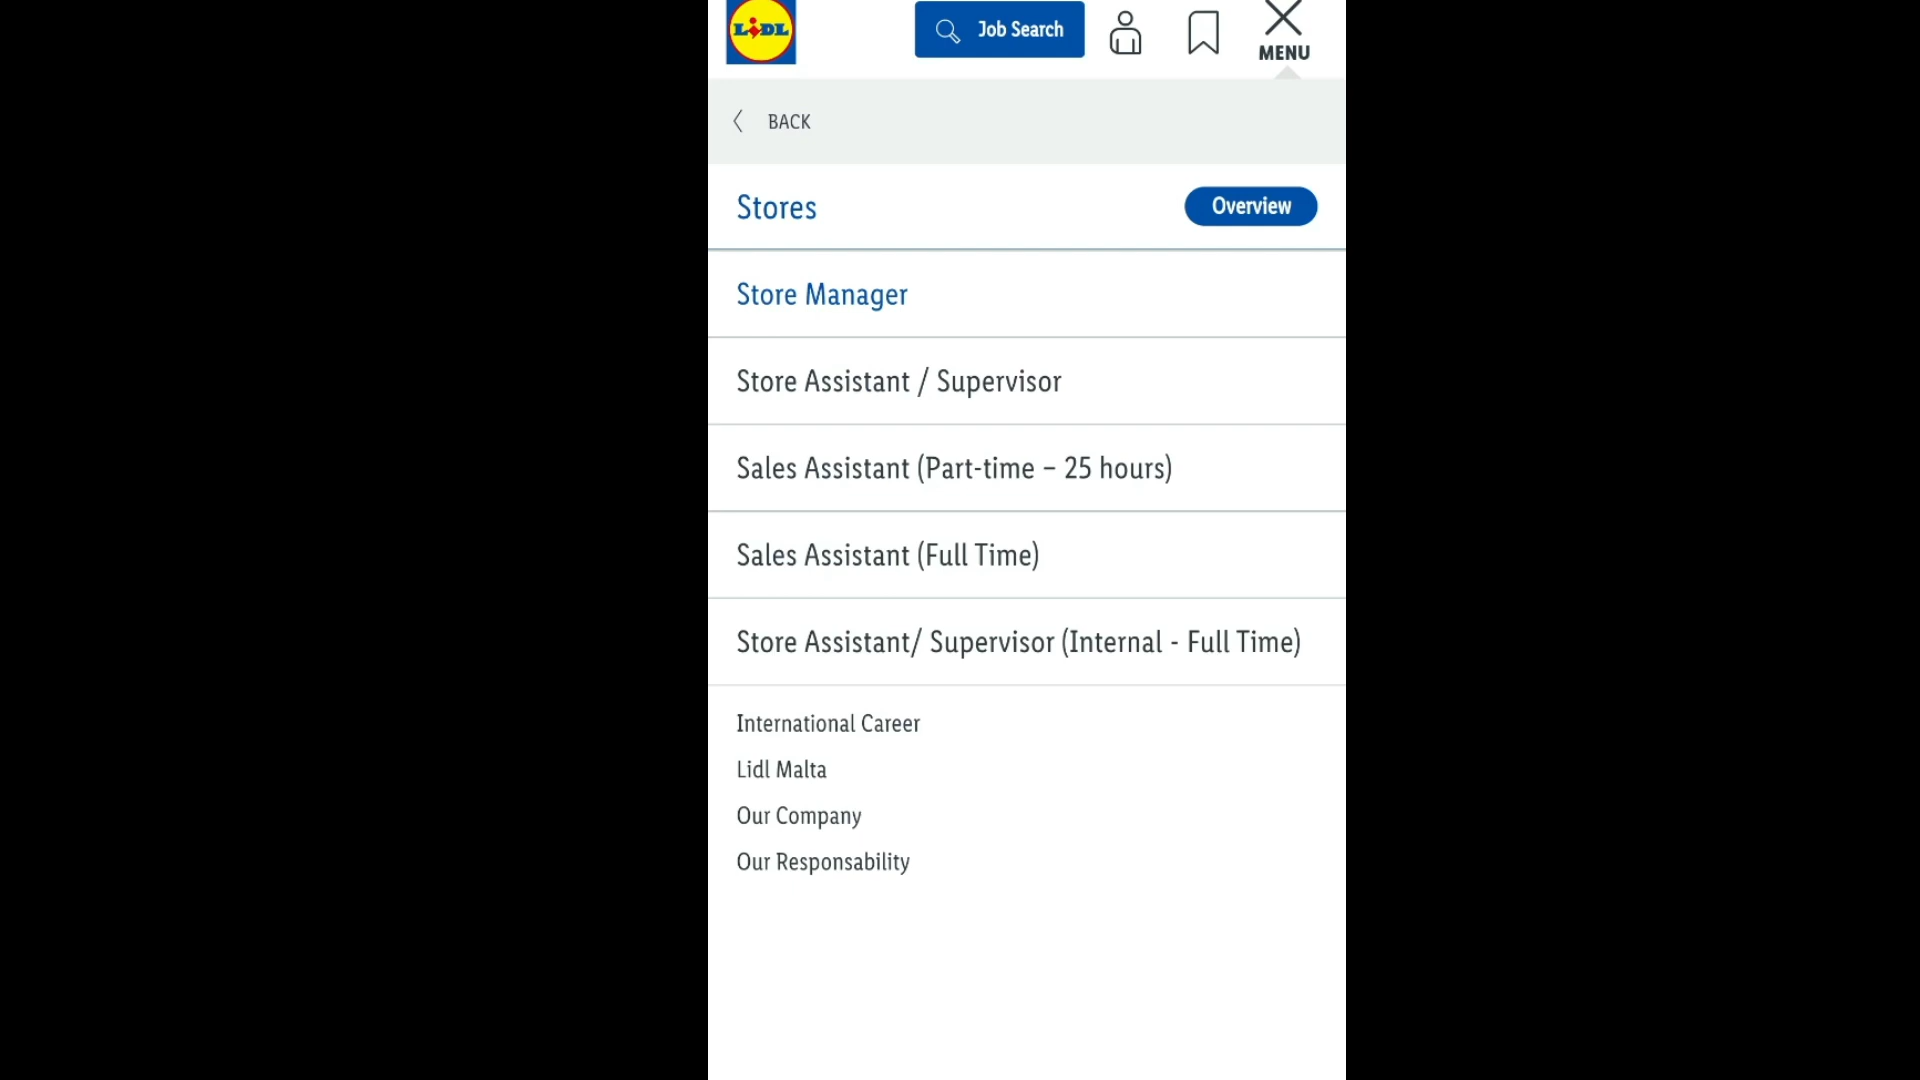 LIDL
Job Search
MENU
BACK
Stores
Overview
Store Manager
Store Assistant / Supervisor
Sales Assistant (Part-time – 25 hours)
Sales Assistant (Full Time)
Store Assistant/ Supervisor (Internal - Full Time)
International Career
Lidl Malta
Our Company
Our Responsability